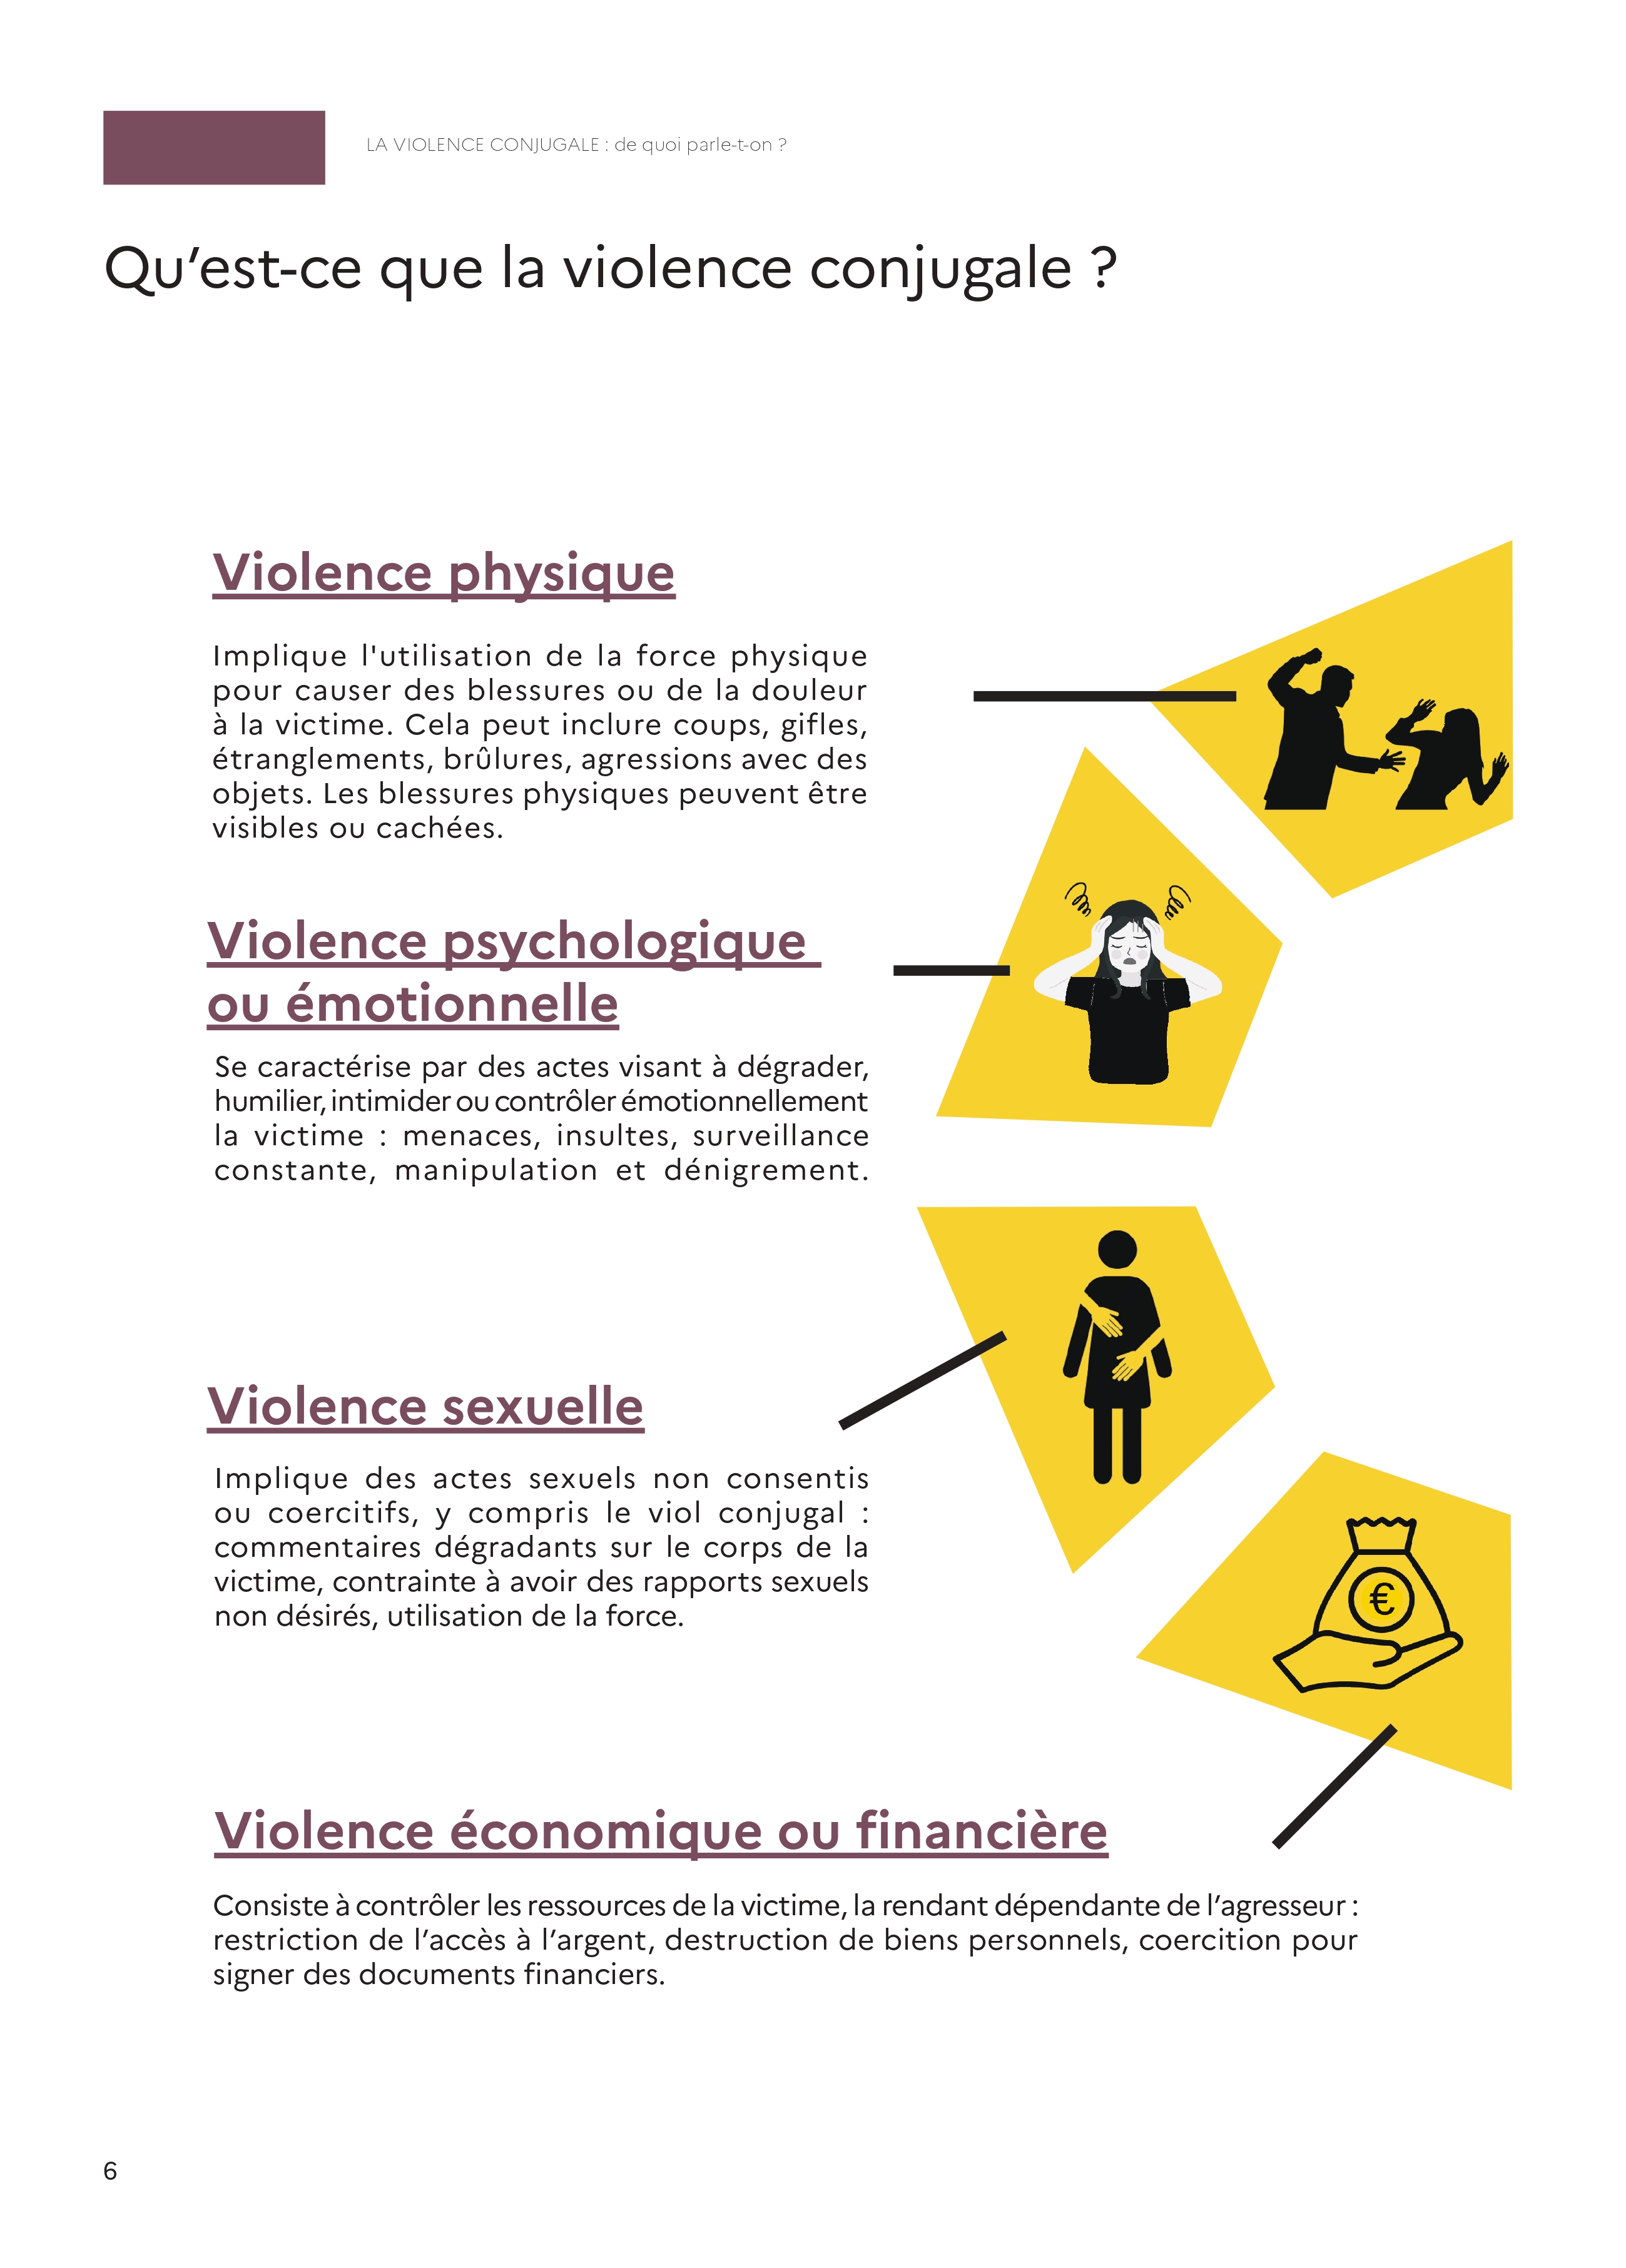 LA VIOLENCE CONJUGALE : de quoi parle-t-on ?
Qu’est-ce que la violence conjugale ?
Violence physique
Implique l'utilisation de la force physique
pour causer des blessures ou de la douleur
à la victime. Cela peut inclure coups, gifles,
étranglements, brûlures, agressions avec des
objets. Les blessures physiques peuvent être
visibles ou cachées.
Violence psychologique
ou émotionnelle
Se caractérise par des actes visant à dégrader,
humilier, intimider ou contrôler émotionnellement
la victime : menaces, insultes, surveillance
constante, manipulation et dénigrement.
Violence sexuelle
Implique des actes sexuels non consentis
ou coercitifs, y compris le viol conjugal :
commentaires dégradants sur le corps de la
victime, contrainte à avoir des rapports sexuels
non désirés, utilisation de la force.
€
Violence économique ou financière
Consiste à contrôler les ressources de la victime, la rendant dépendante de l’agresseur :
restriction de l’accès à l’argent, destruction de biens personnels, coercition pour
signer des documents financiers.
6